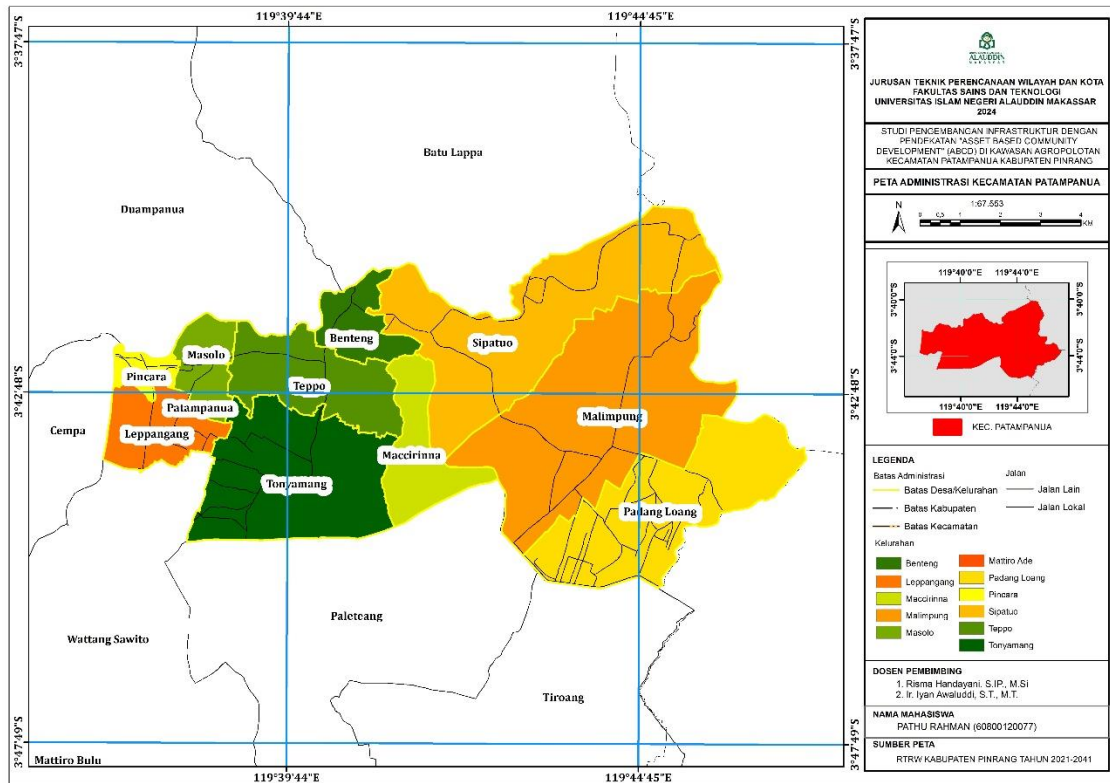 119°39'44"E
119°44'45"E
3°37'47"S
3°37'47"S
Batu Lappa
Duampanua
Benteng
Sipatuo
Masolo
Pincara
Teppo
3°42'48"S
3°42'48"S
Patampanua
Malimpung
Cempa
Leppangang
Maccirinna
Tonyamang
Padang Loang
Paleteang
Wattang Sawito
Tiroang
3°47'49"S
3°47'49"S
Mattiro Bulu
119°39'44"E
119°44'45"E
ALAUDDIN
JURUSAN TEKNIK PERENCANAAN WILAYAH DAN KOTA
FAKULTAS SAINS DAN TEKNOLOGI
UNIVERSITAS ISLAM NEGERI ALAUDDIN MAKASSAR
2024
STUDI PENGEMBANGAN INFRASTRUKTUR DENGAN
PENDEKATAN "ASSET BASED COMMUNITY
DEVELOPMENT" (ABCD) DI KAWASAN AGROPOLOTAN
KECAMATAN PATAMPANUA KABUPATEN PINRANG
PETA ADMINISTRASI KECAMATAN PATAMPANUA
N
1:67.553
0 0,5 1 2 3 4
KM
119°40'0"E 119°44'0"E
3°40'0"S
3°40'0"S
3°44'0"S
3°44'0"S
119°40'0"E 119°44'0"E
KEC. PATAMPANUA
LEGENDA
Batas Administrasi
Batas Desa/Kelurahan
Batas Kabupaten
Batas Kecamatan
Jalan
Jalan Lain
Jalan Lokal
Kelurahan
Benteng
Leppangang
Maccirinna
Malimpung
Masolo
Mattiro Ade
Padang Loang
Pincara
Sipatuo
Teppo
Tonyamang
DOSEN PEMBIMBING
1. Risma Handayani. S.IP., M.Si
2. Ir. Iyan Awaluddi, S.T., M.T.
NAMA MAHASISWA
PATHU RAHMAN (60800120077)
SUMBER PETA
RTRW KABUPATEN PINRANG TAHUN 2021-2041